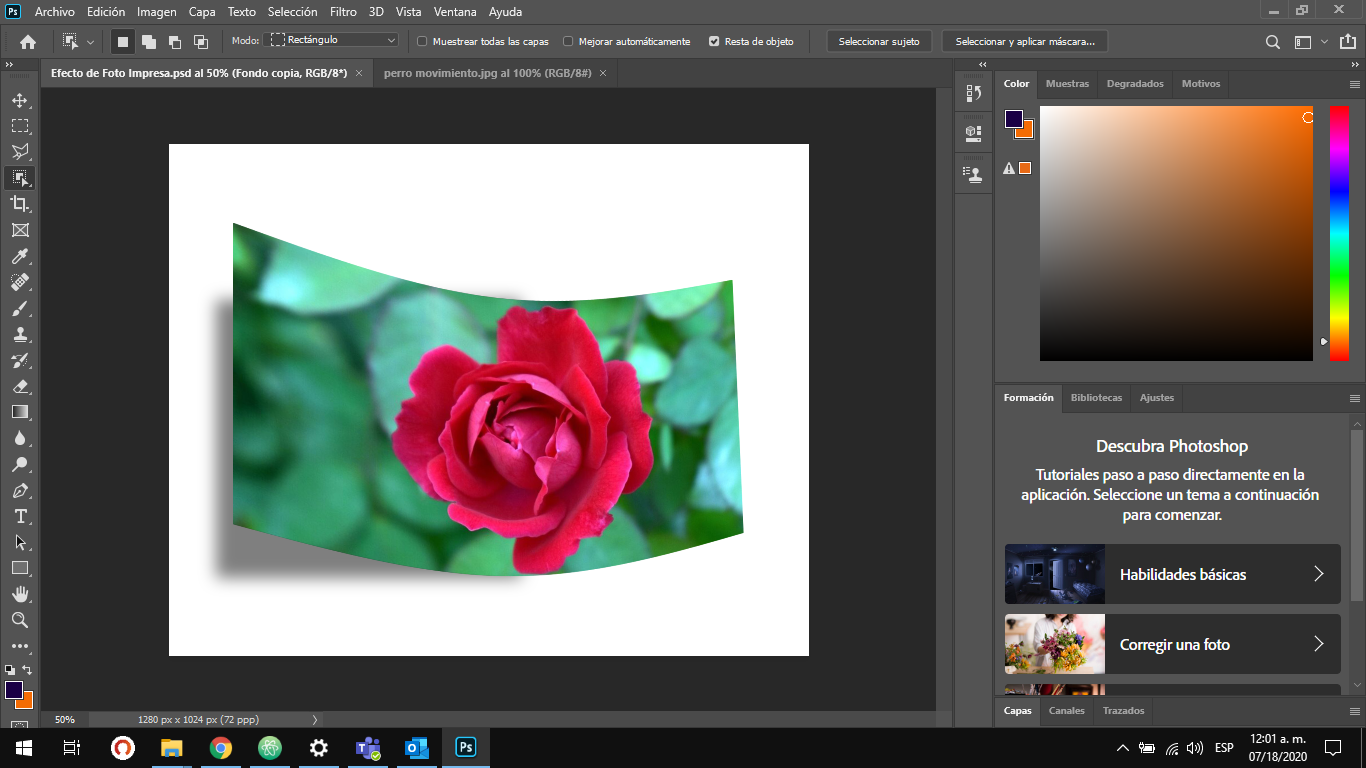 Ps Archivo Edición Imagen Capa Texto Selección Filtro 3D Vista Ventana Ayuda
Modo: Rectángulo Muestrear todas las capas Mejorar automáticamente Resta de objeto Seleccionar sujeto Seleccionar y aplicar máscara...
Efecto de Foto Impresa.psd al 50% (Fondo copia, RGB/8*) × perro movimiento.jpg al 100% (RGB/8#) ×
Color Muestras Degradados Motivos
Formación Bibliotecas Ajustes
Descubra Photoshop
Tutoriales paso a paso directamente en la
aplicación. Seleccione un tema a continuación
para comenzar.
Habilidades básicas
Corregir una foto
Capas Canales Trazados
50% 1280 px x 1024 px (72 ppp)
Ps ESP 12:01 a. m.
07/18/2020